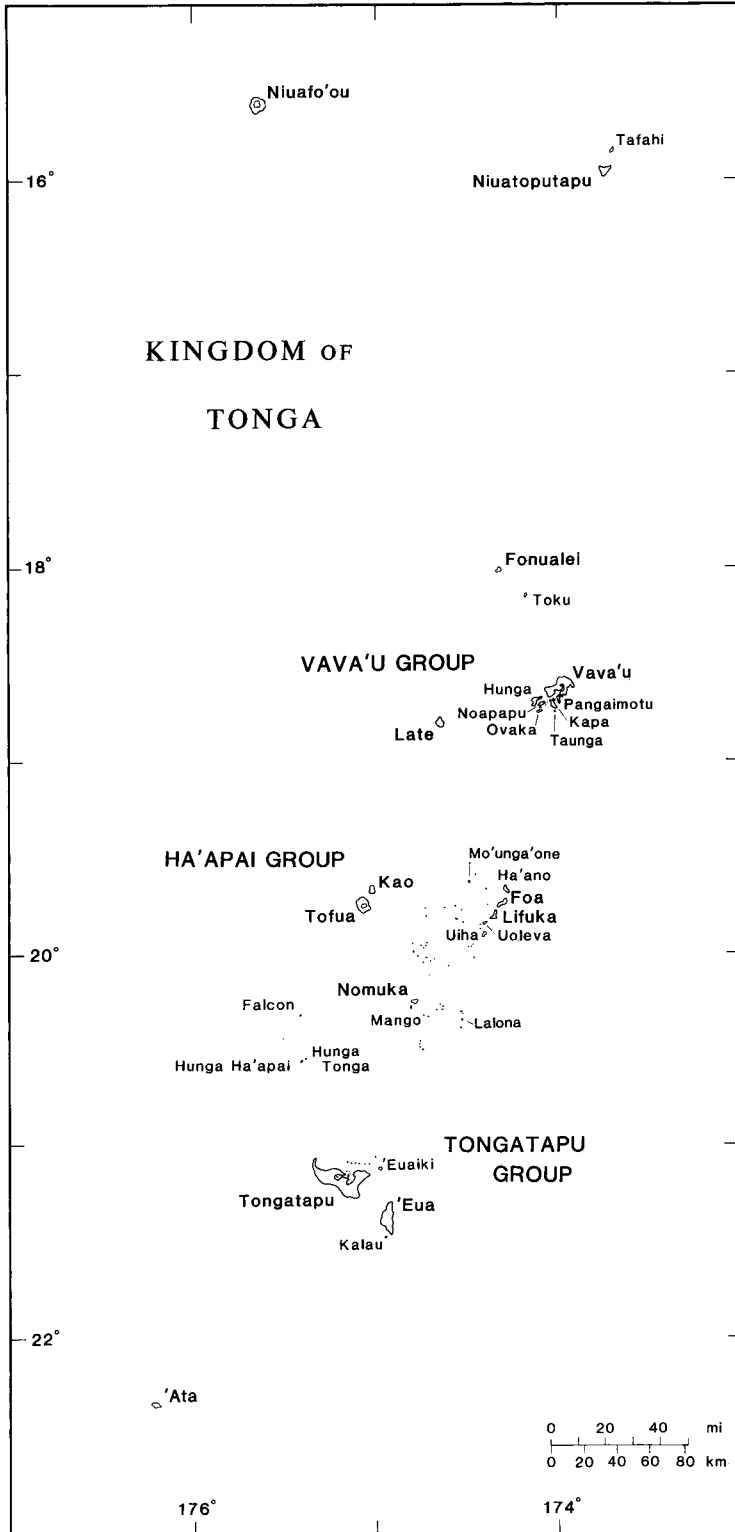 Niuafo'ou
Tafahi
16°
Niuatoputapu
KINGDOM OF
TONGA
18°
Fonualei
Toku
VAVA'U GROUP
Vava'u
Hunga
Pangaimotu
Noapapu
Kapa
Late
Ovaka
Taunga
Mo'unga'one
HA'APAI GROUP
Ha'ano
Kao
Foa
Tofua
Lifuka
Uiha
Uoleva
20°
Nomuka
Falcon
Mango
Lalona
Hunga
Hunga Ha'apai
Tonga
TONGATAPU
GROUP
'Euaiki
Tongatapu
'Eua
Kalau
22°
'Ata
0 20 40 mi
0 20 40 60 80 km
176°
174°